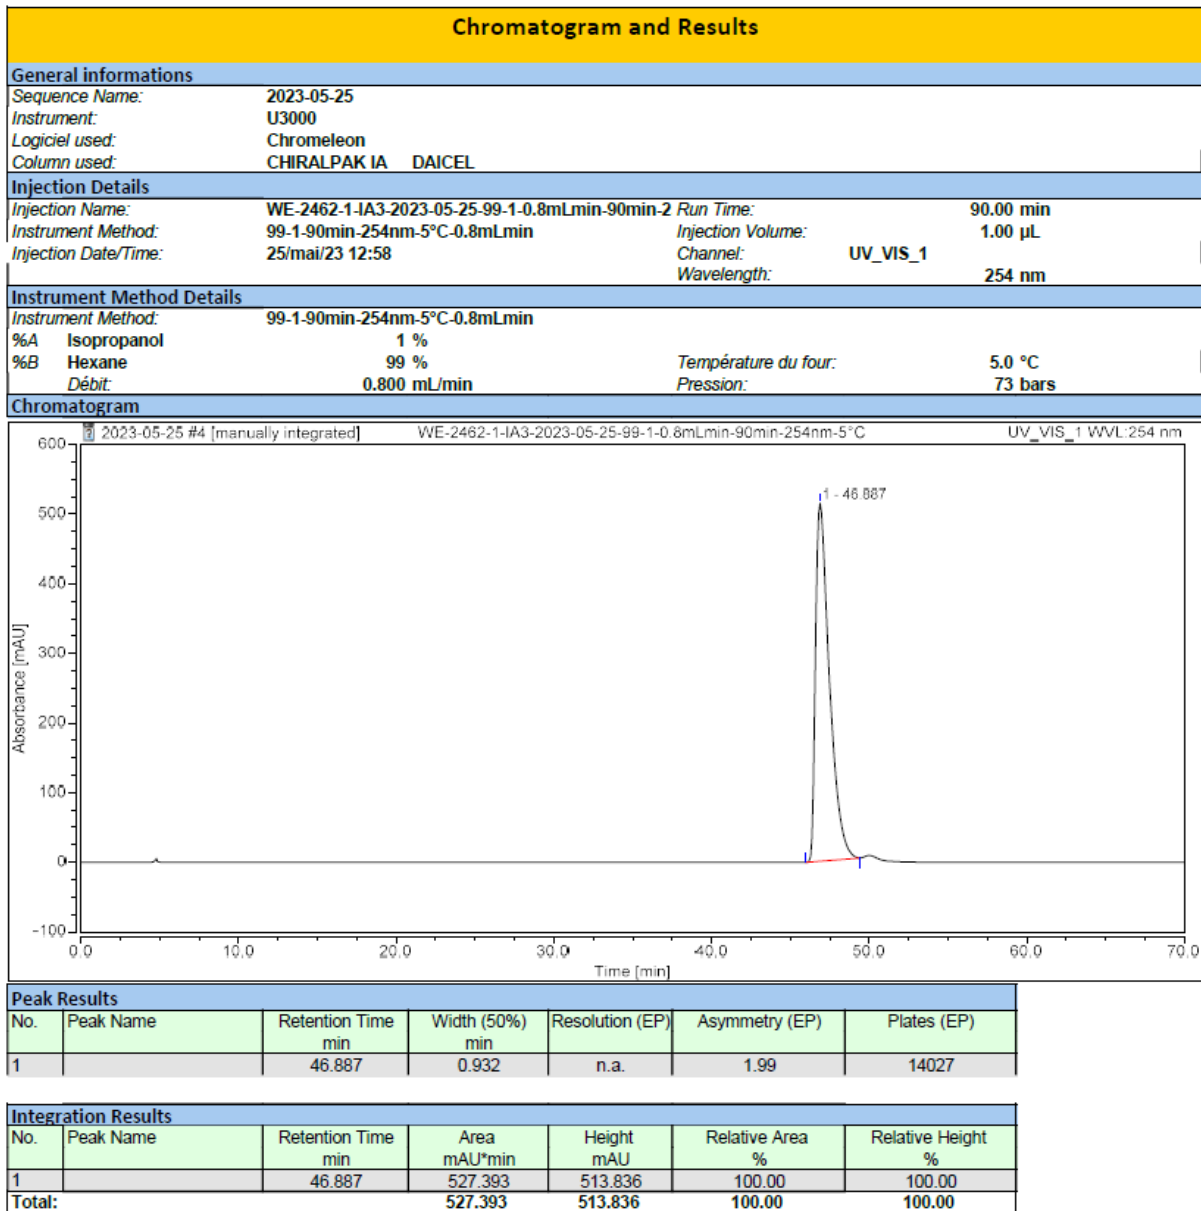 Chromatogram and Results
General informations
Sequence Name: 2023-05-25
Instrument: U3000
Logiciel used: Chromeleon
Column used: CHIRALPAK IA DAICEL
Injection Details
Injection Name: WE-2462-1-IA3-2023-05-25-99-1-0.8mLmin-90min-2 Run Time: 90.00 min
Instrument Method: 99-1-90min-254nm-5°C-0.8mLmin Injection Volume: 1.00 µL
Injection Date/Time: 25/mai/23 12:58 Channel: UV_VIS_1
Wavelength: 254 nm
Instrument Method Details
Instrument Method: 99-1-90min-254nm-5°C-0.8mLmin
%A Isopropanol 1 %
%B Hexane 99 % Température du four: 5.0 °C
Débit: 0.800 mL/min Pression: 73 bars
Chromatogram
2023-05-25 #4 [manually integrated] WE-2462-1-IA3-2023-05-25-99-1-0.8mLmin-90min-254nm-5°C UV_VIS_1 WVL:254 nm
600
500
400
300
200
100
0
-100
Absorbance [mAU]
1 - 46.887
0.0 10.0 20.0 30.0 40.0 50.0 60.0 70.0
Time [min]
Peak Results
No. Peak Name Retention Time Width (50%) Resolution (EP) Asymmetry (EP) Plates (EP)
min min
1 46.887 0.932 n.a. 1.99 14027
Integration Results
No. Peak Name Retention Time Area Height Relative Area Relative Height
min mAU*min mAU % %
1 46.887 527.393 513.836 100.00 100.00
Total: 527.393 513.836 100.00 100.00